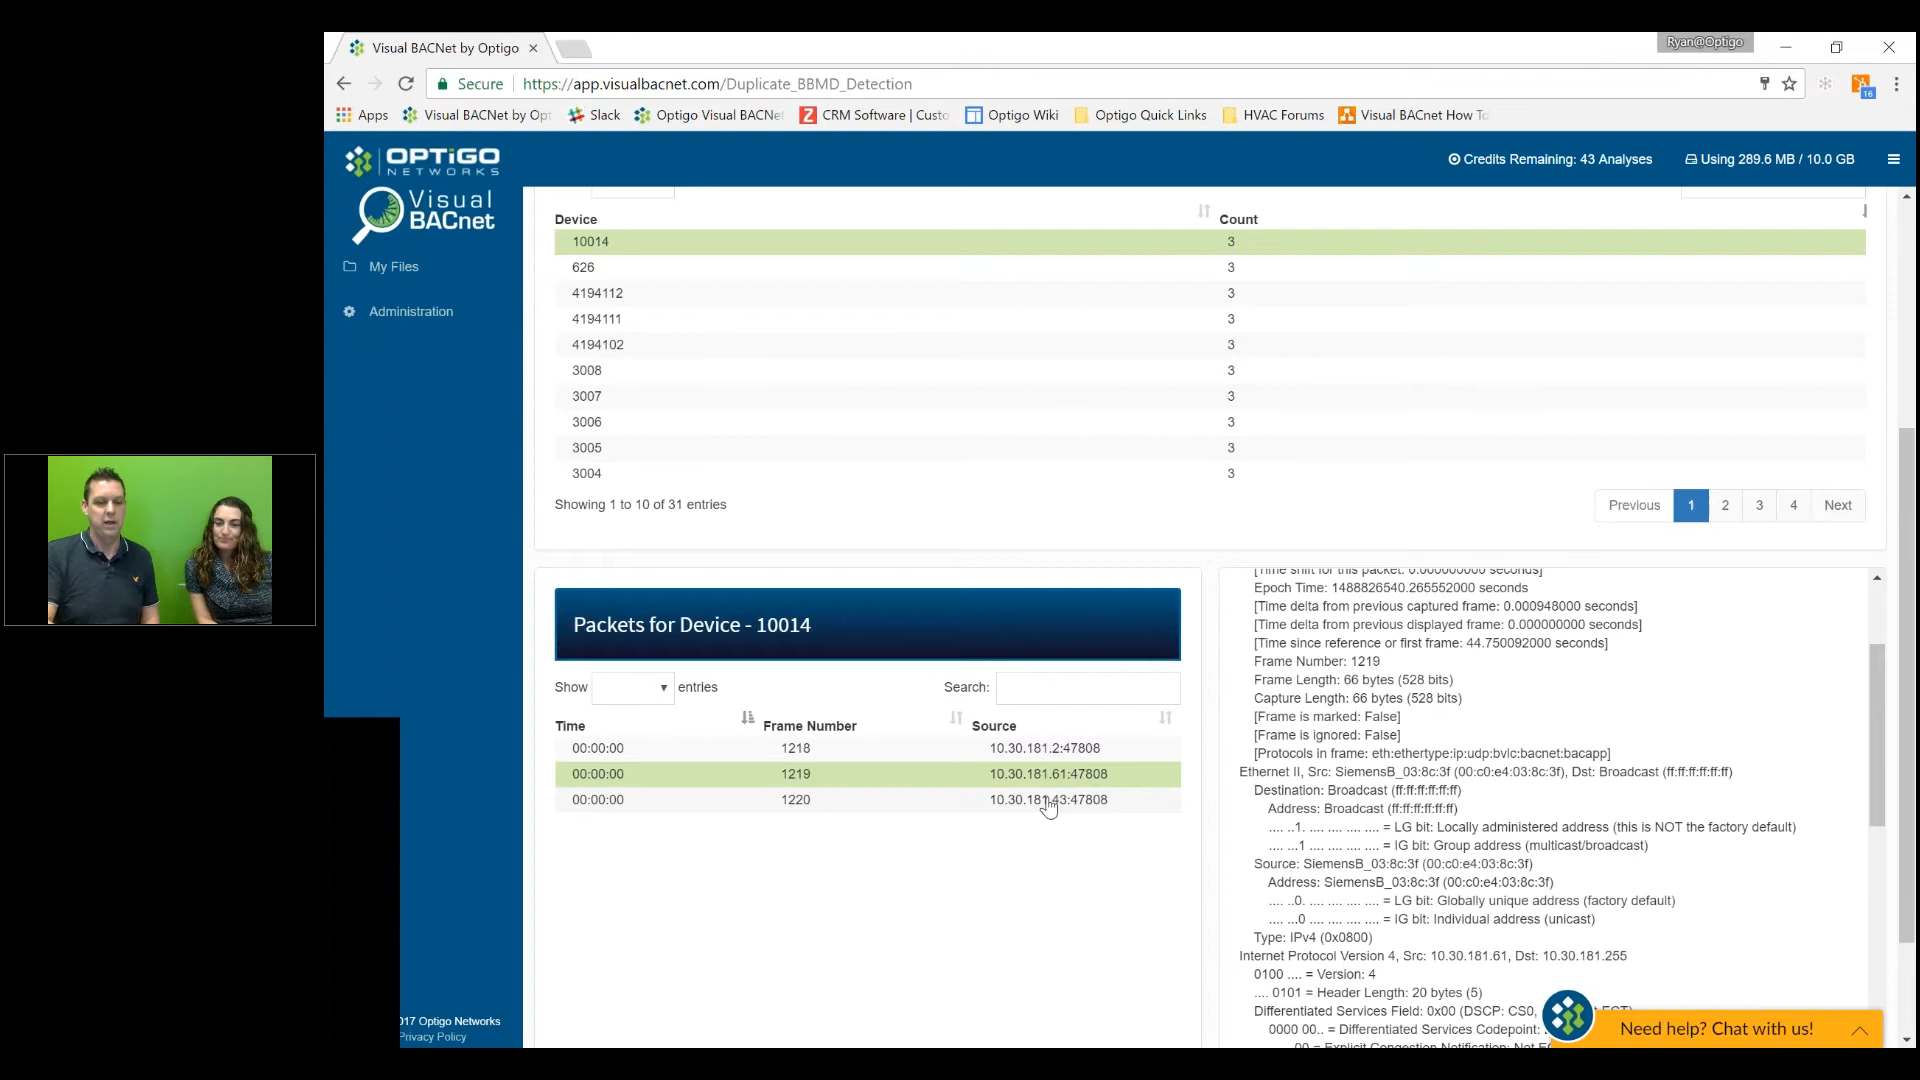 Visual BACNet by Optigo
Ryan@Optigo
Secure https://app.visualbacnet.com/Duplicate_BBMD_Detection
16
Apps Visual BACNet by Opt Slack Optigo Visual BACNe CRM Software | Custo Optigo Wiki Optigo Quick Links HVAC Forums Visual BACnet How To
OPTiGO NETWORKS
Credits Remaining: 43 Analyses Using 289.6 MB / 10.0 GB
Visual BACnet
My Files
Administration
Device Count
10014 3
626 3
4194112 3
4194111 3
4194102 3
3008 3
3007 3
3006 3
3005 3
3004 3
Showing 1 to 10 of 31 entries
Previous 1 2 3 4 Next
Packets for Device - 10014
Show entries Search:
Time Frame Number Source
00:00:00 1218 10.30.181.2:47808
00:00:00 1219 10.30.181.61:47808
00:00:00 1220 10.30.181.43:47808
[Time shift for this packet: 0.000000000 seconds]
Epoch Time: 1488826540.265552000 seconds
[Time delta from previous captured frame: 0.000948000 seconds]
[Time delta from previous displayed frame: 0.000000000 seconds]
[Time since reference or first frame: 44.750092000 seconds]
Frame Number: 1219
Frame Length: 66 bytes (528 bits)
Capture Length: 66 bytes (528 bits)
[Frame is marked: False]
[Frame is ignored: False]
[Protocols in frame: eth:ethertype:ip:udp:bvlc:bacnet:bacapp]
Ethernet II, Src: SiemensB_03:8c:3f (00:c0:e4:03:8c:3f), Dst: Broadcast (ff:ff:ff:ff:ff:ff)
Destination: Broadcast (ff:ff:ff:ff:ff:ff)
Address: Broadcast (ff:ff:ff:ff:ff:ff)
.... ..1. .... .... .... .... = LG bit: Locally administered address (this is NOT the factory default)
.... ...1 .... .... .... .... = IG bit: Group address (multicast/broadcast)
Source: SiemensB_03:8c:3f (00:c0:e4:03:8c:3f)
Address: SiemensB_03:8c:3f (00:c0:e4:03:8c:3f)
.... ..0. .... .... .... .... = LG bit: Globally unique address (factory default)
.... ...0 .... .... .... .... = IG bit: Individual address (unicast)
Type: IPv4 (0x0800)
Internet Protocol Version 4, Src: 10.30.181.61, Dst: 10.30.181.255
0100 .... = Version: 4
.... 0101 = Header Length: 20 bytes (5)
Differentiated Services Field: 0x00 (DSCP: CS0,
0000 00.. = Differentiated Services Codepoint:
.... ..00 = Explicit Congestion Notification: Not
Need help? Chat with us!
017 Optigo Networks
Privacy Policy